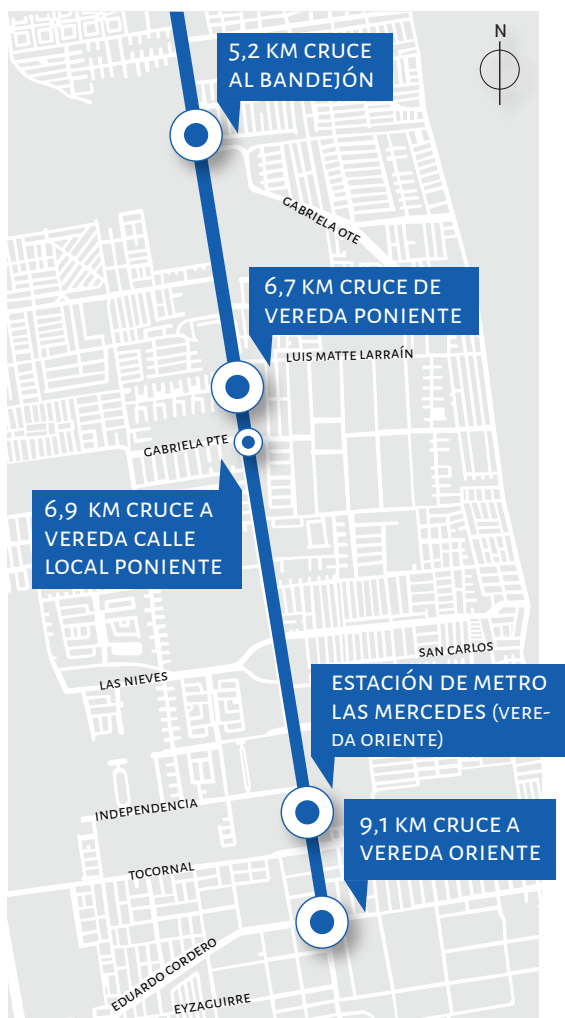 N
5,2 KM CRUCE
AL BANDEJÓN
GABRIELA OTE
6,7 KM CRUCE DE
VEREDA PONIENTE
LUIS MATTE LARRAÍN
GABRIELA PTE
6,9 KM CRUCE A
VEREDA CALLE
LOCAL PONIENTE
SAN CARLOS
LAS NIEVES
ESTACIÓN DE METRO
LAS MERCEDES (VERE-
DA ORIENTE)
INDEPENDENCIA
9,1 KM CRUCE A
VEREDA ORIENTE
TOCORNAL
EDUARDO CORDERO
EYZAGUIRRE